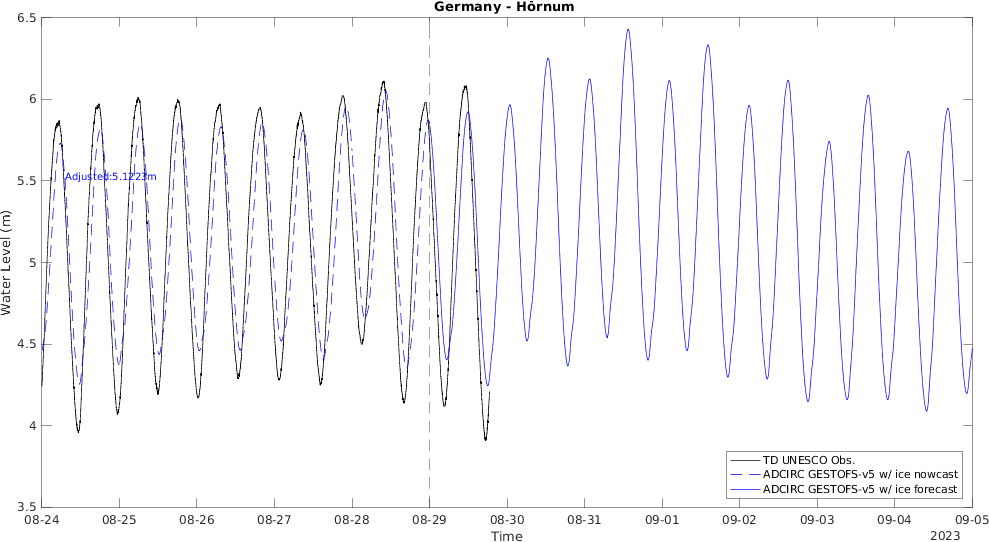 Germany - Hörnum
Water Level (m)
6.5
6
5.5
5
4.5
4
3.5
Adjusted:5.1223m
TD UNESCO Obs.
ADCIRC GESTOFS-v5 w/ ice nowcast
ADCIRC GESTOFS-v5 w/ ice forecast
08-24 08-25 08-26 08-27 08-28 08-29 08-30 08-31 09-01 09-02 09-03 09-04 09-05
Time
2023